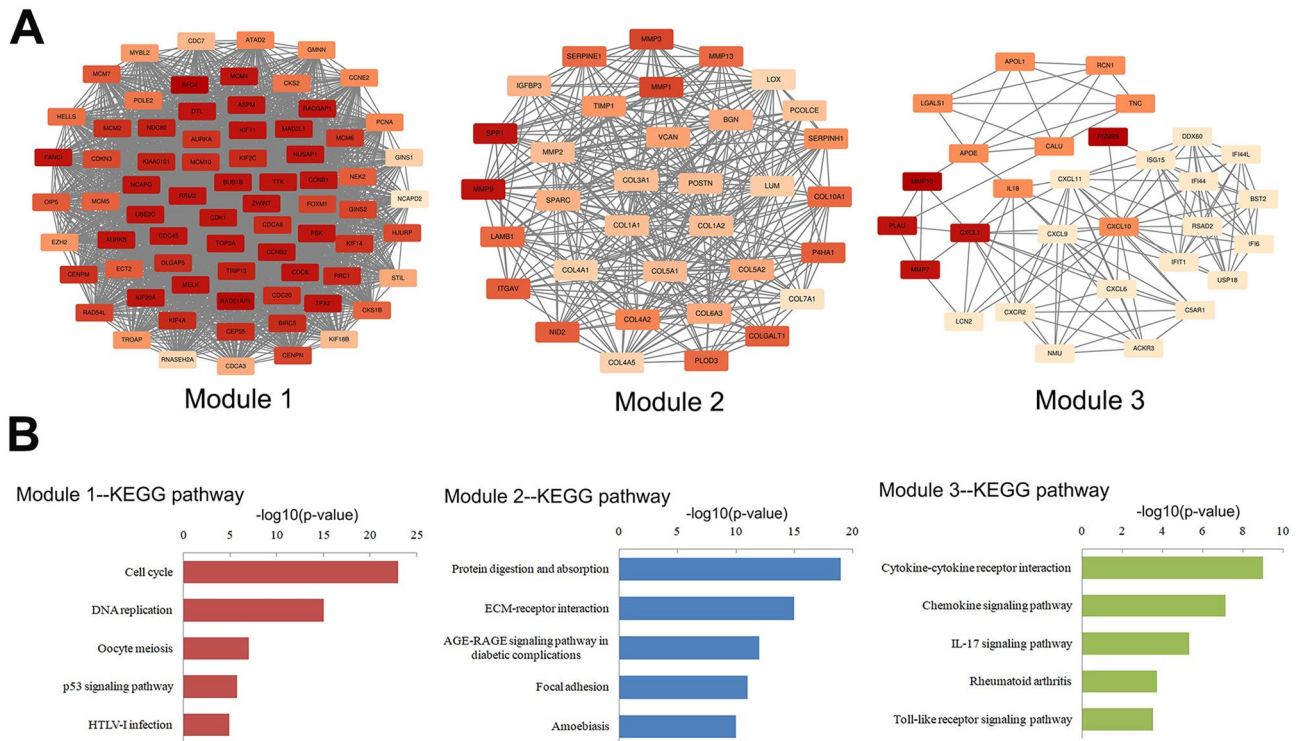 A
CDC7
ATAD2
MYBL2
GMNN
MCM7
RFC4
MCM4
CKS2
CCNE2
POLE2
DTL
ASPM
RACGAP1
HELLS
PCNA
MCM2
NDC80
AURKA
KIF11
MAD2L1
MCM6
FANCI
CDKN3
KIAA0101
MCM10
KIF2C
NUSAP1
GINS1
NCAPG
BUB1B
TTK
CCNB1
NEK2
OIP5
MCM5
RRM2
ZWINT
FOXM1
GINS2
NCAPD2
UBE2C
CDK1
CDCA8
HJURP
EZH2
AURKB
CDC45
TOP2A
PBK
KIF14
CCNB2
CENPM
ECT2
DLGAP5
TRIP13
CDC6
PRC1
STIL
MELK
RAD54L
KIF20A
RAD51AP1
CDC20
TPX2
CKS1B
TROAP
KIF4A
CEP55
BIRC5
KIF18B
RNASEH2A
CDCA3
CENPN
Module 1
MMP3
SERPINE1
MMP13
IGFBP3
MMP1
LOX
TIMP1
BGN
PCOLCE
SPP1
VCAN
SERPINH1
MMP2
MMP9
COL3A1
POSTN
LUM
SPARC
COL10A1
COL1A1
COL1A2
LAMB1
P4HA1
COL4A1
COL5A1
COL5A2
ITGAV
COL7A1
NID2
COL4A2
COL6A3
COLGALT1
COL4A5
PLOD3
Module 2
APOL1
RCN1
LGALS1
TNC
DDX60
APOE
CALU
ISG15
IFI44L
CXCL11
IFI44
IL18
BST2
PLAU
CXCL1
CXCL9
CXCL10
RSAD2
IFI6
MMP7
IFIT1
USP18
CXCL6
LCN2
CXCR2
C5AR1
NMU
ACKR3
Module 3
B
Module 1--KEGG pathway
-log10(p-value)
0 5 10 15 20 25
Cell cycle
DNA replication
Oocyte meiosis
p53 signaling pathway
HTLV-I infection
Module 2--KEGG pathway
-log10(p-value)
0 5 10 15 20
Protein digestion and absorption
ECM-receptor interaction
AGE-RAGE signaling pathway in
diabetic complications
Focal adhesion
Amoebiasis
Module 3--KEGG pathway
-log10(p-value)
0 2 4 6 8 10
Cytokine-cytokine receptor interaction
Chemokine signaling pathway
IL-17 signaling pathway
Rheumatoid arthritis
Toll-like receptor signaling pathway